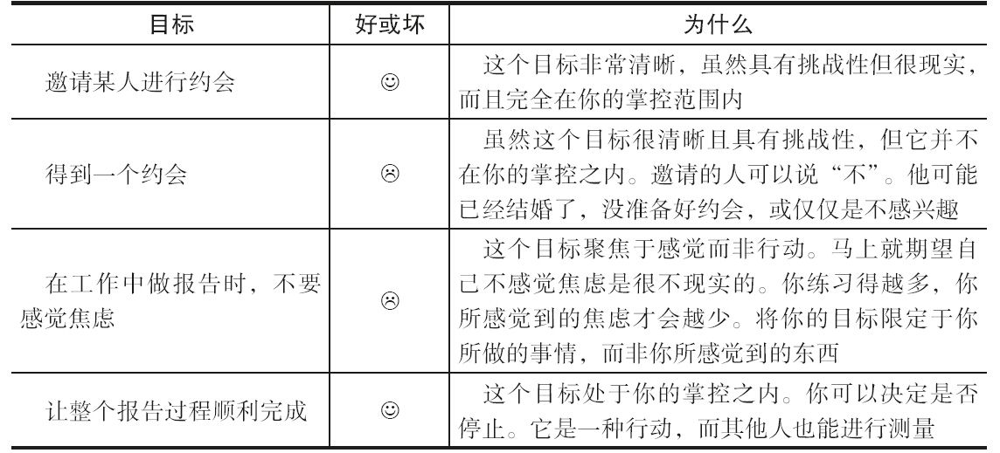 目标 好或坏 为什么
邀请某人进行约会 ☺ 这个目标非常清晰，虽然具有挑战性但很现实，
而且完全在你的掌控范围内
得到一个约会 ☹ 虽然这个目标很清晰且具有挑战性，但它并不
在你的掌控之内。邀请的人可以说“不”。他可能
已经结婚了，没准备好约会，或仅仅是不感兴趣
在工作中做报告时，不要
感觉焦虑 ☹ 这个目标聚焦于感觉而非行动。马上就期望自
己不感觉焦虑是很不现实的。你练习得越多，你
所感觉到的焦虑才会越少。将你的目标限定于你
所做的事情，而非你所感觉到的东西
让整个报告过程顺利完成 ☺ 这个目标处于你的掌控之内。你可以决定是否
停止。它是一种行动，而其他人也能进行测量